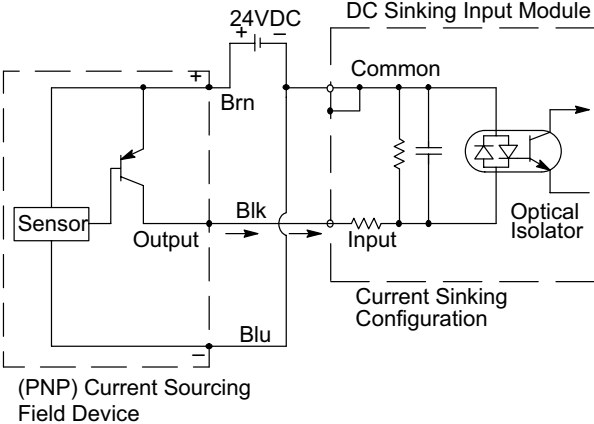 DC Sinking Input Module
24VDC
+ –
+
Common
Brn
Blk
Sensor
Output
Input
Optical
Isolator
Current Sinking
Configuration
Blu
–
(PNP) Current Sourcing
Field Device